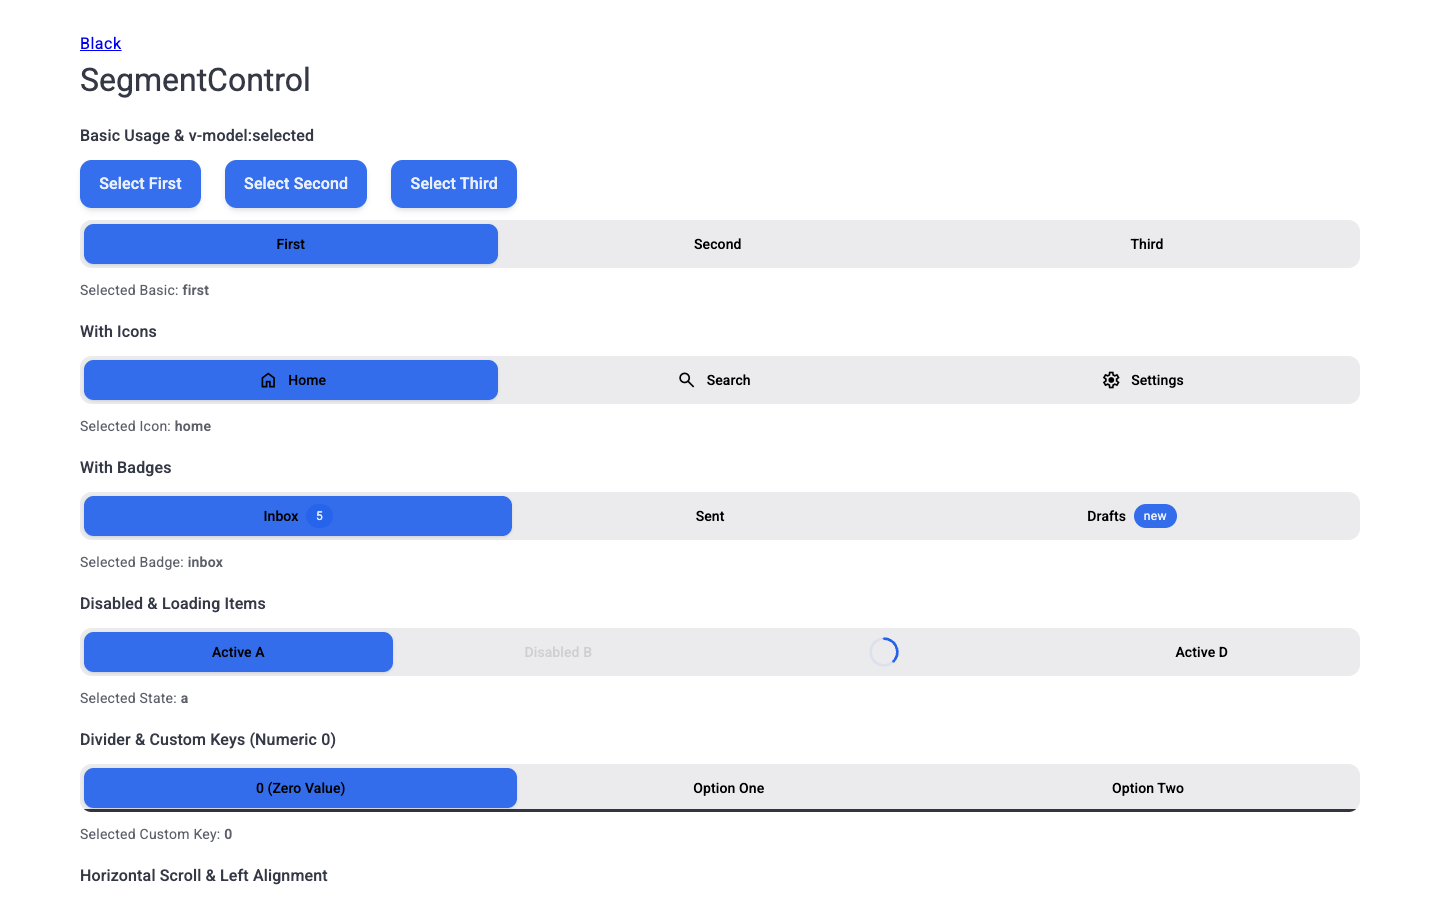 Black
SegmentControl
Basic Usage & v-model:selected
Select First Select Second Select Third
First Second Third
Selected Basic: first
With Icons
Home Search Settings
Selected Icon: home
With Badges
Inbox 5 Sent Drafts new
Selected Badge: inbox
Disabled & Loading Items
Active A Disabled B Active D
Selected State: a
Divider & Custom Keys (Numeric 0)
0 (Zero Value) Option One Option Two
Selected Custom Key: 0
Horizontal Scroll & Left Alignment